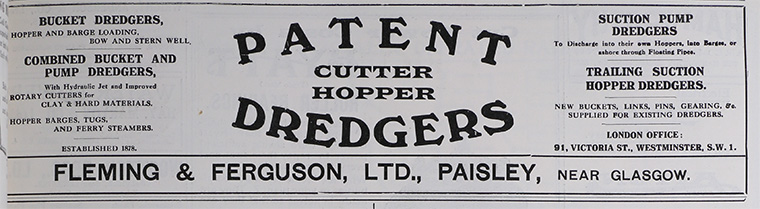 BUCKET DREDGERS,
HOPPER AND BARGE LOADING,
BOW AND STERN WELL.
COMBINED BUCKET AND
PUMP DREDGERS,
With Hydraulic Jet and Improved
ROTARY CUTTERS for
CLAY & HARD MATERIALS.
HOPPER BARGES, TUGS,
AND FERRY STEAMERS.
ESTABLISHED 1878.
PATENT
CUTTER
HOPPER
DREDGERS
SUCTION PUMP
DREDGERS
To Discharge into their own Hoppers, into Barges, or
ashore through Floating Pipes.
TRAILING SUCTION
HOPPER DREDGERS.
NEW BUCKETS, LINKS, PINS, GEARING, &c.
SUPPLIED FOR EXISTING DREDGERS.
LONDON OFFICE:
91, VICTORIA ST., WESTMINSTER, S.W. 1.
FLEMING & FERGUSON, LTD., PAISLEY, NEAR GLASGOW.